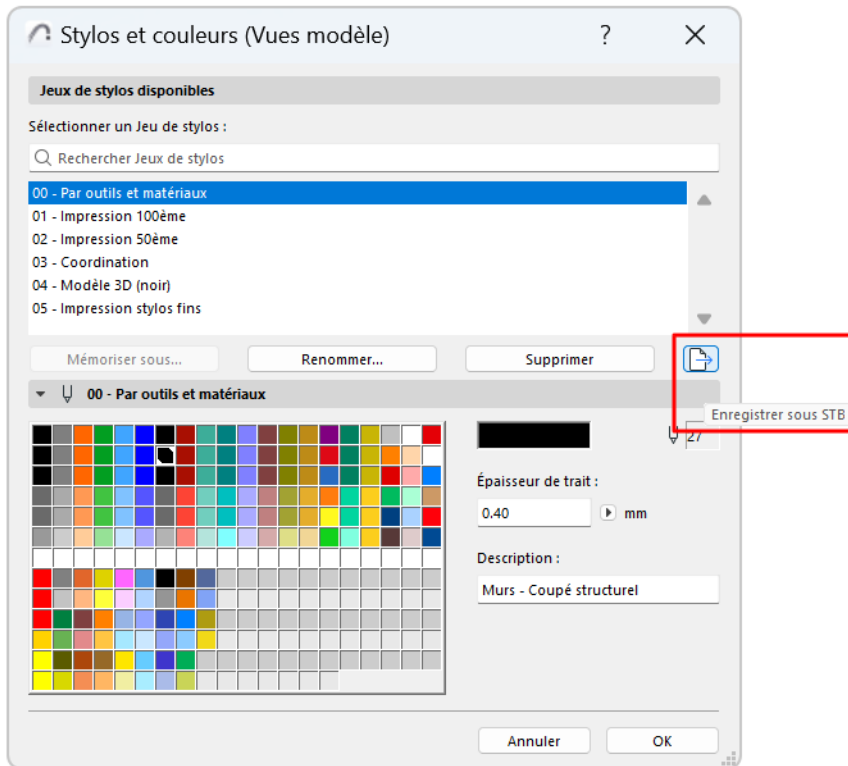 Stylos et couleurs (Vues modèle)
?
Jeux de stylos disponibles
Sélectionner un Jeu de stylos :
Rechercher Jeux de stylos
00 - Par outils et matériaux
01 - Impression 100ème
02 - Impression 50ème
03 - Coordination
04 - Modèle 3D (noir)
05 - Impression stylos fins
Mémoriser sous... Renommer... Supprimer
Enregistrer sous STB
00 - Par outils et matériaux
27
Épaisseur de trait :
0.40 mm
Description :
Murs - Coupé structurel
Annuler OK